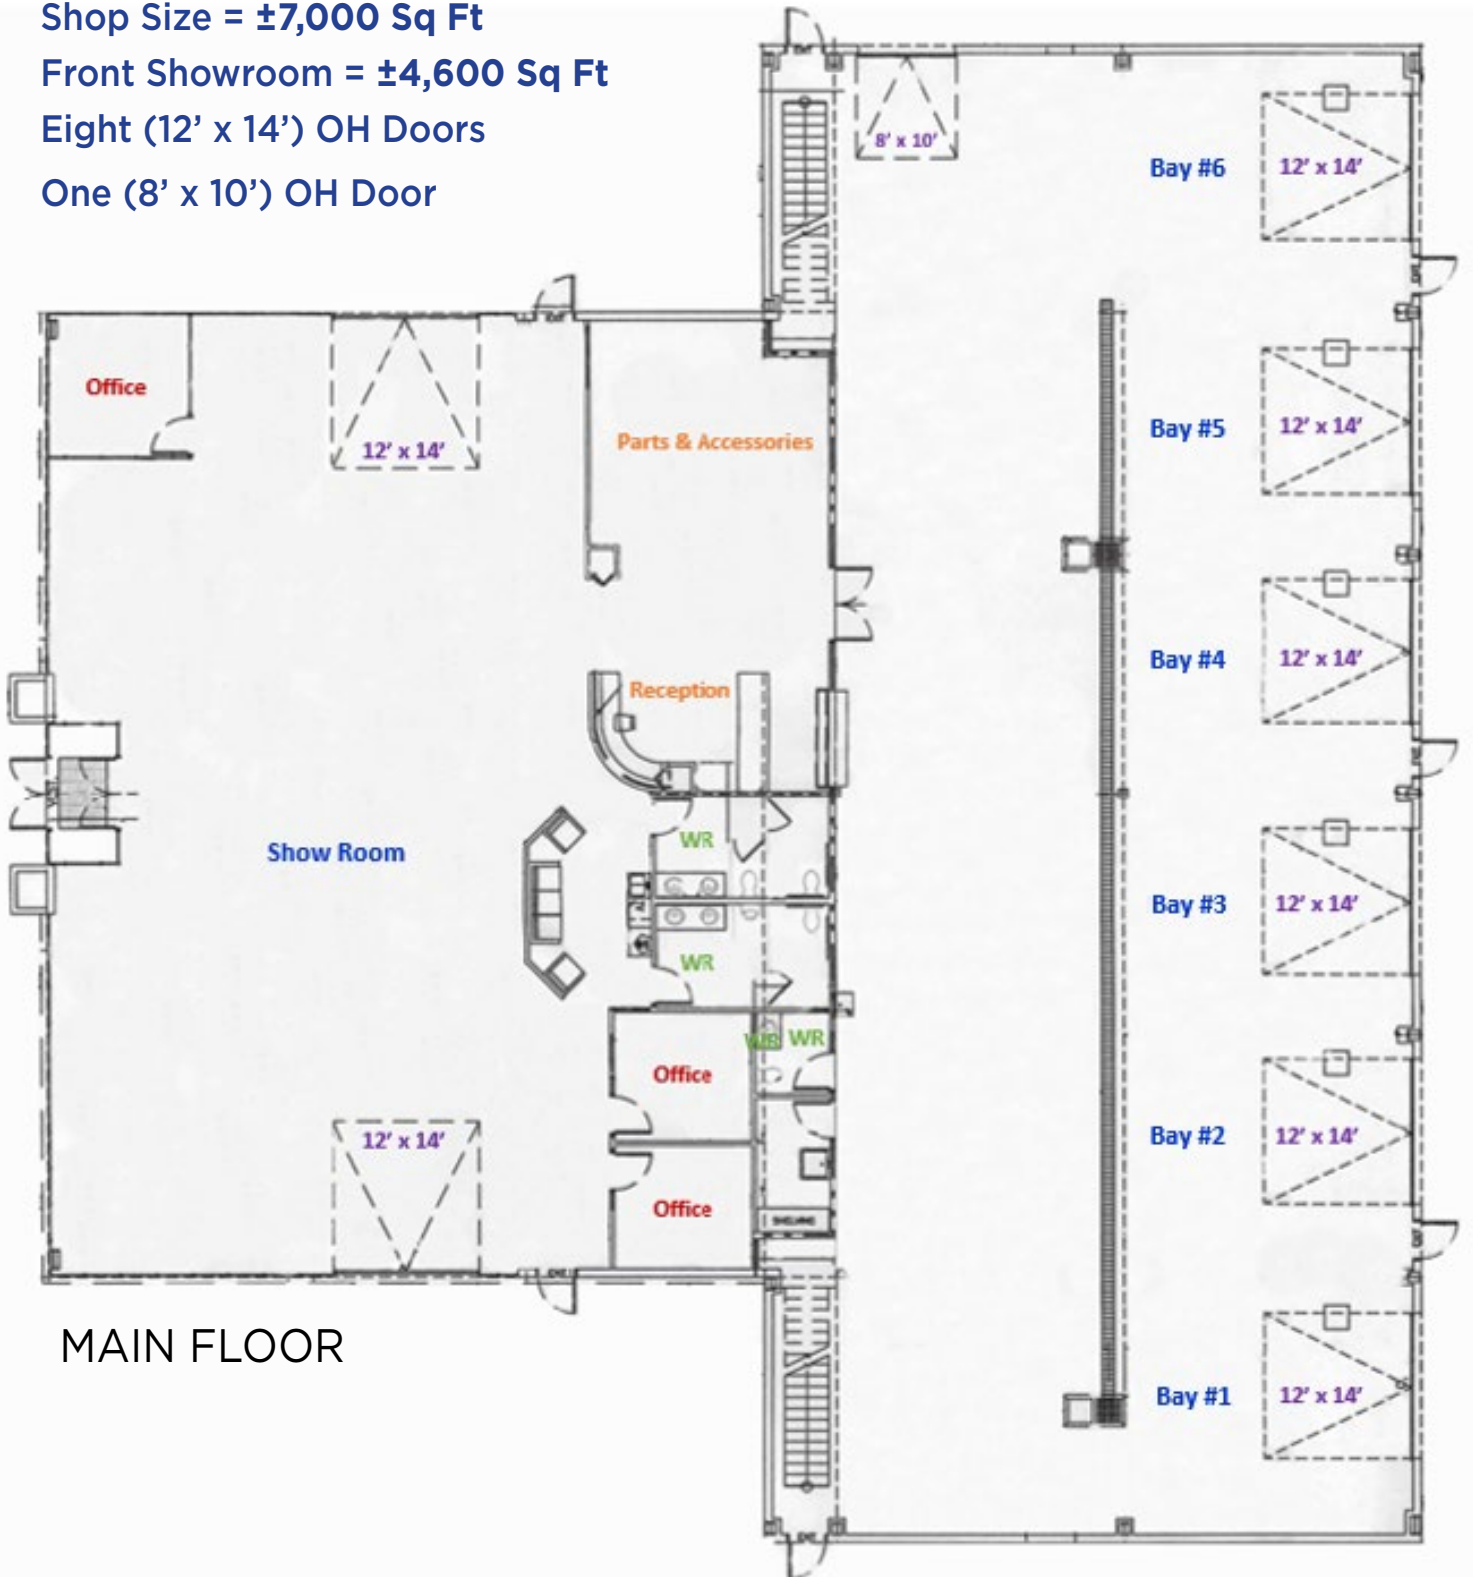 Shop Size = ±7,000 Sq Ft
Front Showroom = ±4,600 Sq Ft
Eight (12’ x 14’) OH Doors
One (8’ x 10’) OH Door
8’ x 10’
Bay #6
12’ x 14’
Office
12’ x 14’
Parts & Accessories
Bay #5
12’ x 14’
Reception
Bay #4
12’ x 14’
Show Room
WR
Bay #3
12’ x 14’
WR
WR WR
Office
12’ x 14’
Bay #2
12’ x 14’
Office
SHELVING
MAIN FLOOR
Bay #1
12’ x 14’